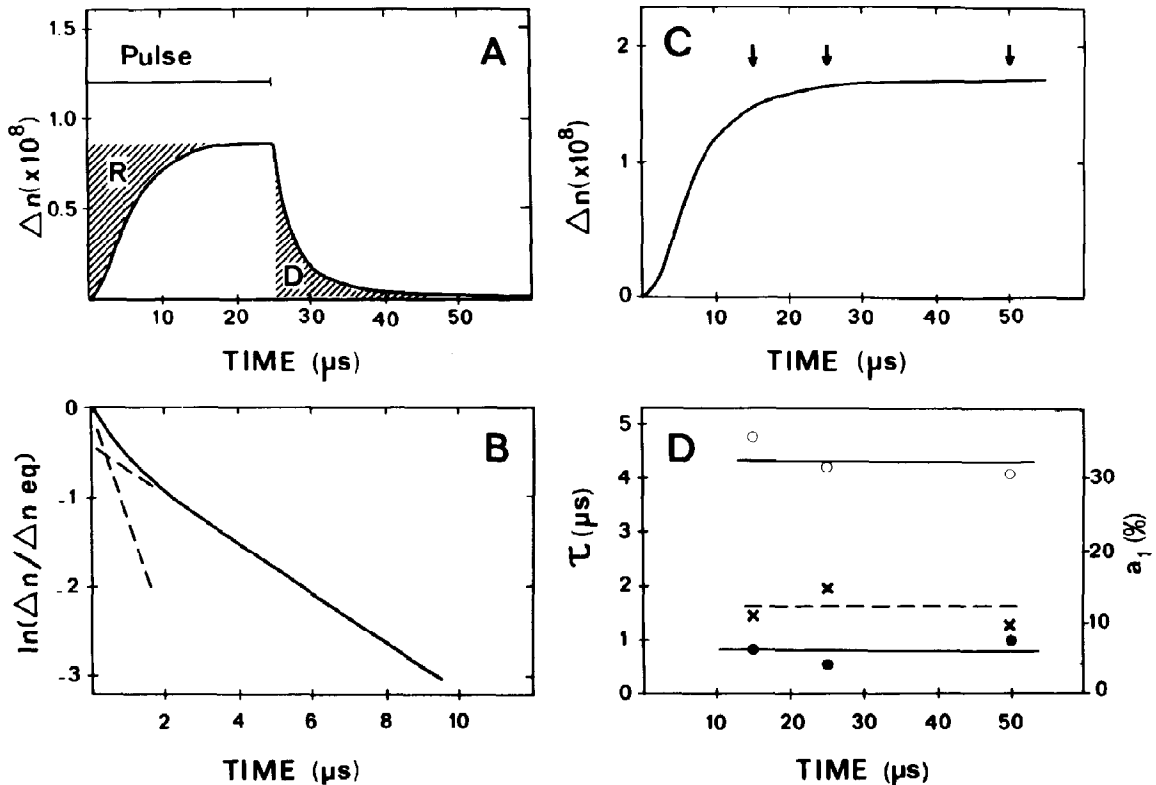 A
Pulse
R
D
1.5
1.0
0.5
0
10 20 30 40 50
Δn(x10⁸)
TIME (µs)
C
2
1
0
10 20 30 40 50
Δn(x10⁸)
TIME (µs)
B
0
-1
-2
-3
2 4 6 8 10
ln(Δn/Δn eq)
TIME (µs)
D
5
4
3
2
1
0
30
20
10
0
10 20 30 40 50
τ(µs)
a₁ (%)
TIME (µs)